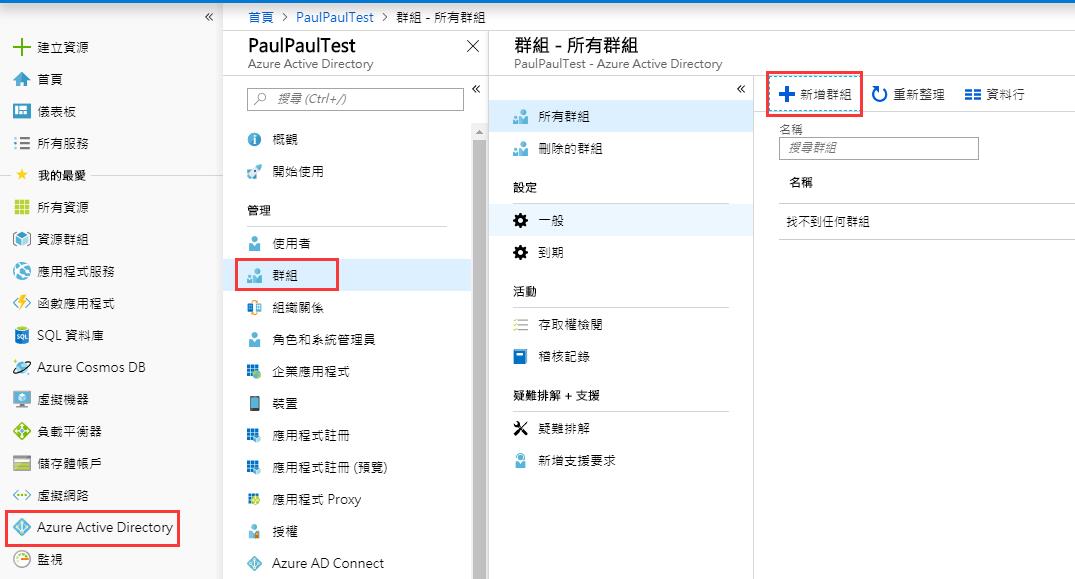 «
建立資源
首頁
儀表板
所有服務
我的最愛
所有資源
資源群組
應用程式服務
函數應用程式
SQL 資料庫
Azure Cosmos DB
虛擬機器
負載平衡器
儲存體帳戶
虛擬網路
Azure Active Directory
監視
首頁 > PaulPaulTest > 群組 - 所有群組
PaulPaulTest
Azure Active Directory
«
搜尋 (Ctrl+/)
概觀
開始使用
管理
使用者
群組
組織關係
角色和系統管理員
企業應用程式
裝置
應用程式註冊
應用程式註冊 (預覽)
應用程式 Proxy
授權
Azure AD Connect
群組 - 所有群組
PaulPaulTest - Azure Active Directory
«
所有群組
刪除的群組
設定
一般
到期
活動
存取權檢閱
稽核記錄
疑難排解 + 支援
疑難排解
新增支援要求
新增群組 重新整理 資料行
名稱
搜尋群組
名稱
找不到任何群組